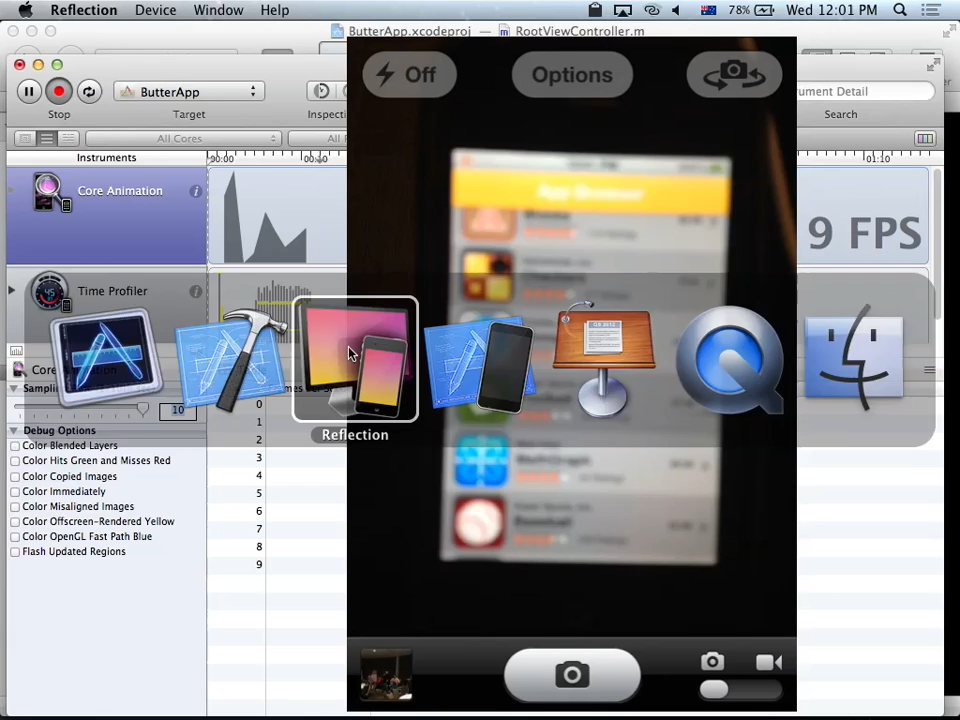 Reflection Device Window Help 78% Wed 12:01 PM
ButterApp.xcodeproj — RootViewController.m
Off Options
ButterApp
Stop Target Inspecti
Search
All Cores
Instruments 00:10 01:10
Core Animation
9 FPS
Time Profiler
App Browser
Reflection
10
0
Debug Options 1
Color Blended Layers 2
Color Hits Green and Misses Red 3
Color Copied Images 4
Color Immediately 5
Color Misaligned Images 6
Color Offscreen-Rendered Yellow 7
Color OpenGL Fast Path Blue 8
Flash Updated Regions 9